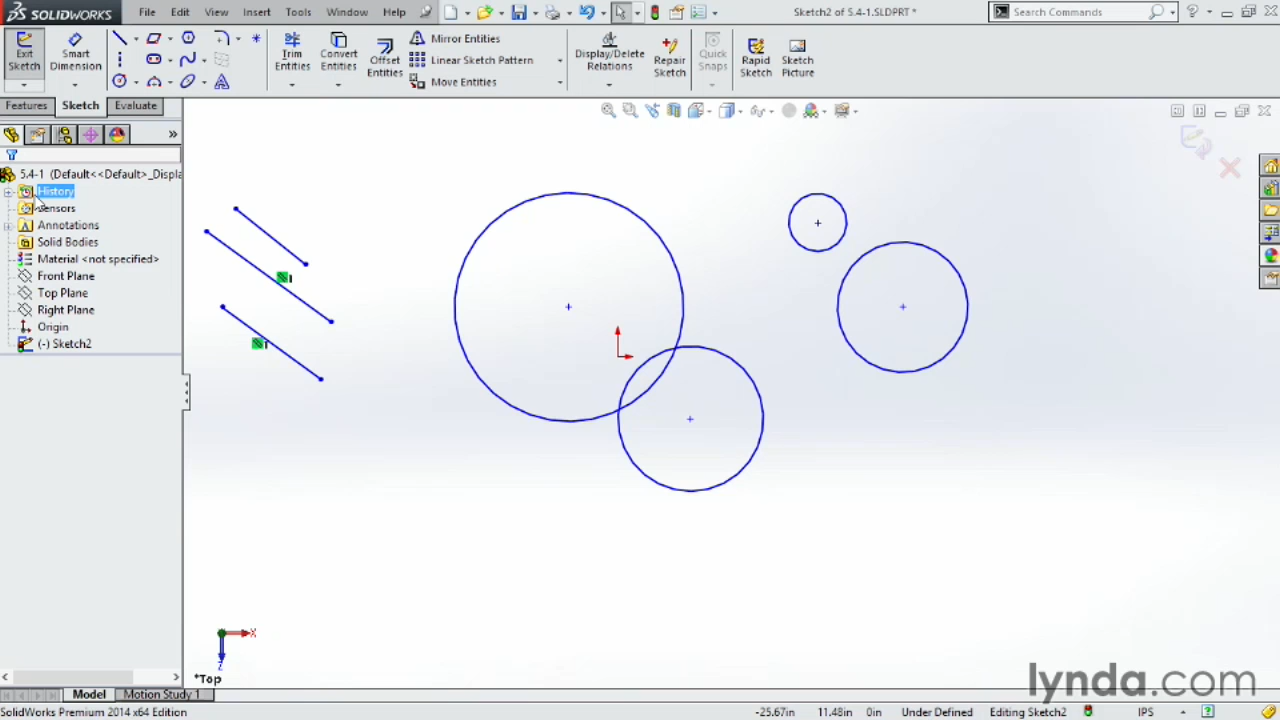 SOLIDWORKS File Edit View Insert Tools Window Help Sketch2 of 5.4-1.SLDPRT * Search Commands
Exit Sketch
Smart Dimension
Trim Entities
Convert Entities
Offset Entities
Mirror Entities
Linear Sketch Pattern
Move Entities
Display/Delete Relations
Repair Sketch
Quick Snaps
Rapid Sketch
Sketch Picture
Features Sketch Evaluate
5.4-1 (Default<<Default>_Displa
History
Sensors
Annotations
Solid Bodies
Material <not specified>
Front Plane
Top Plane
Right Plane
Origin
(-) Sketch2
X
Z
*Top
lynda.com
Model Motion Study 1
SolidWorks Premium 2014 x64 Edition -25.67in 11.48in 0in Under Defined Editing Sketch2 IPS